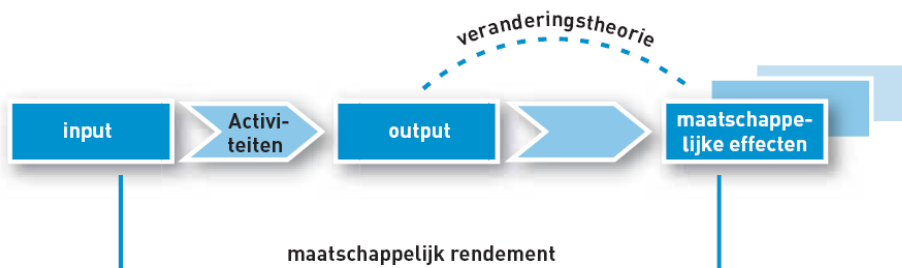 veranderingstheorie
input
Activi-
teiten
output
maatschappe-
lijke effecten
maatschappelijk rendement